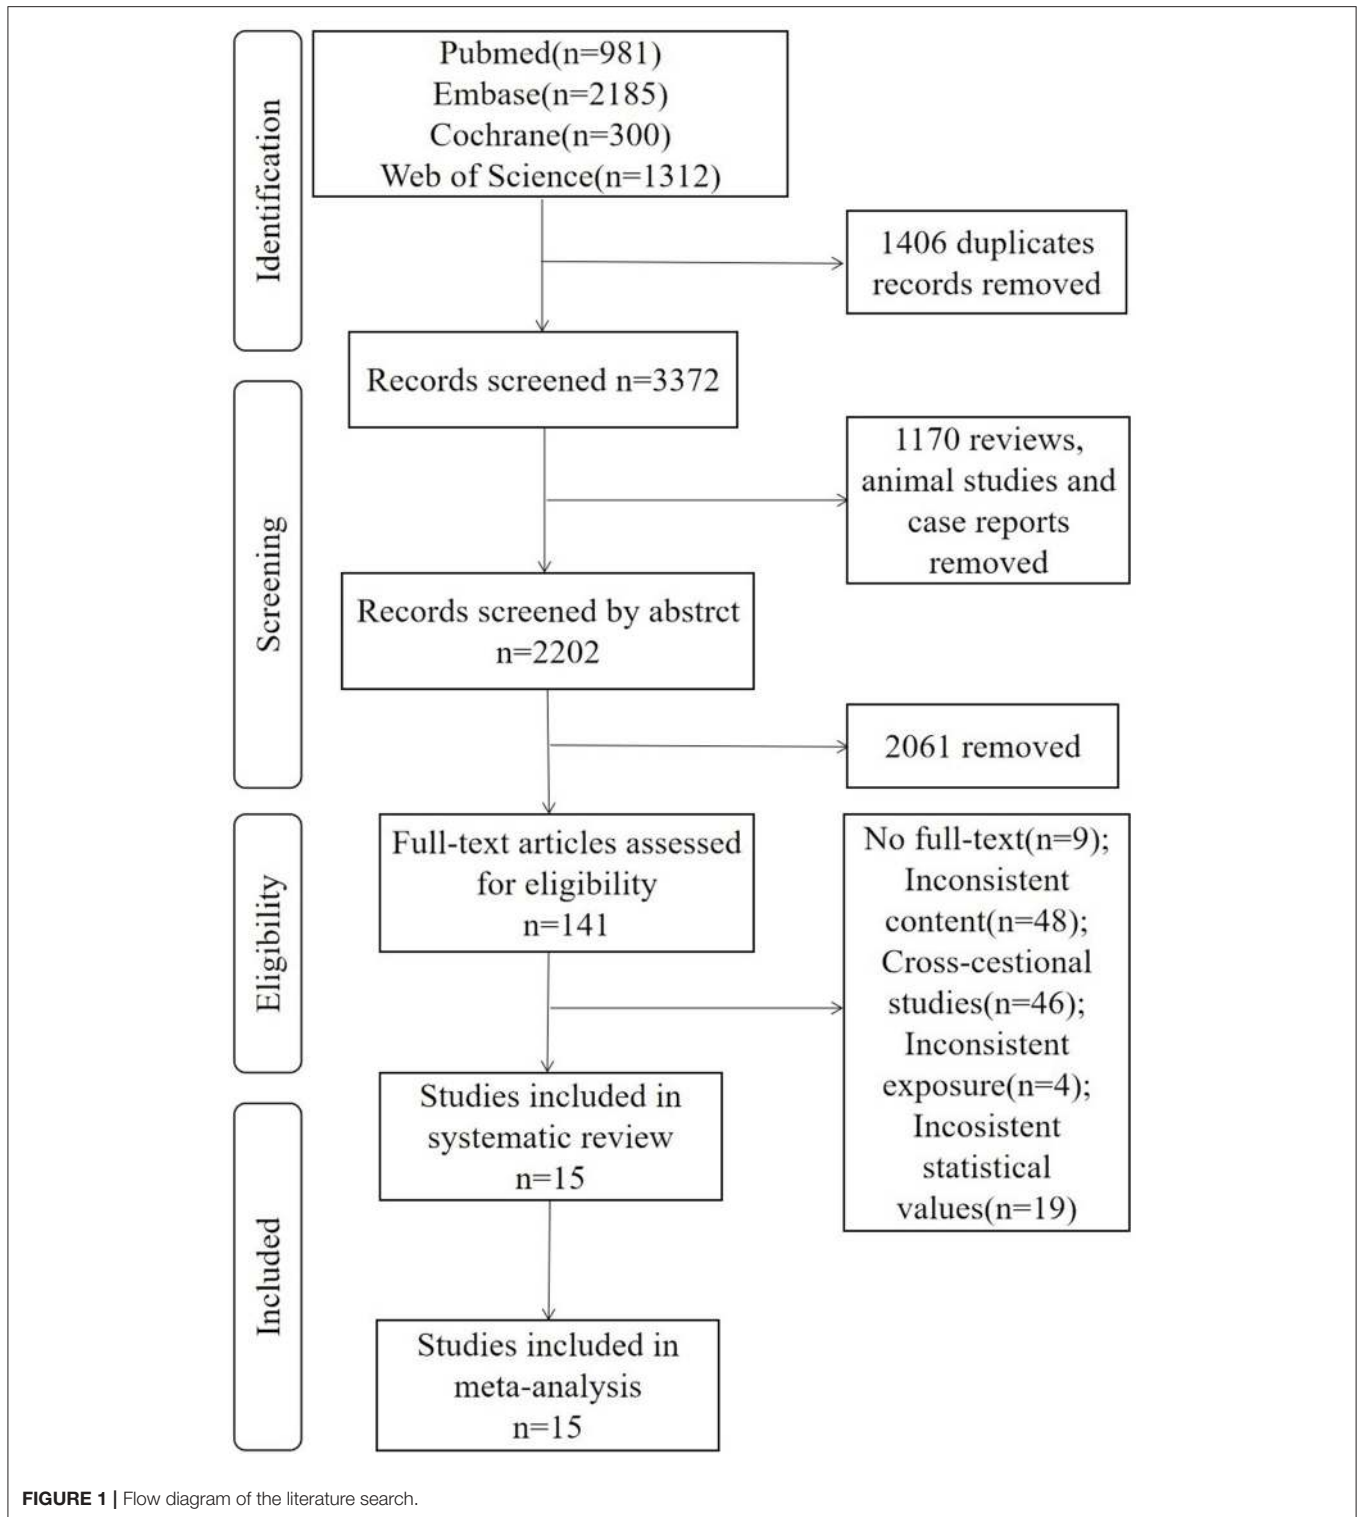 Identification
Pubmed(n=981)
Embase(n=2185)
Cochrane(n=300)
Web of Science(n=1312)
1406 duplicates
records removed
Records screened n=3372
Screening
1170 reviews,
animal studies and
case reports
removed
Records screened by abstrct
n=2202
2061 removed
Eligibility
Full-text articles assessed
for eligibility
n=141
No full-text(n=9);
Inconsistent
content(n=48);
Cross-cestional
studies(n=46);
Inconsistent
exposure(n=4);
Incosistent
statistical
values(n=19)
Included
Studies included in
systematic review
n=15
Studies included in
meta-analysis
n=15
FIGURE 1 | Flow diagram of the literature search.